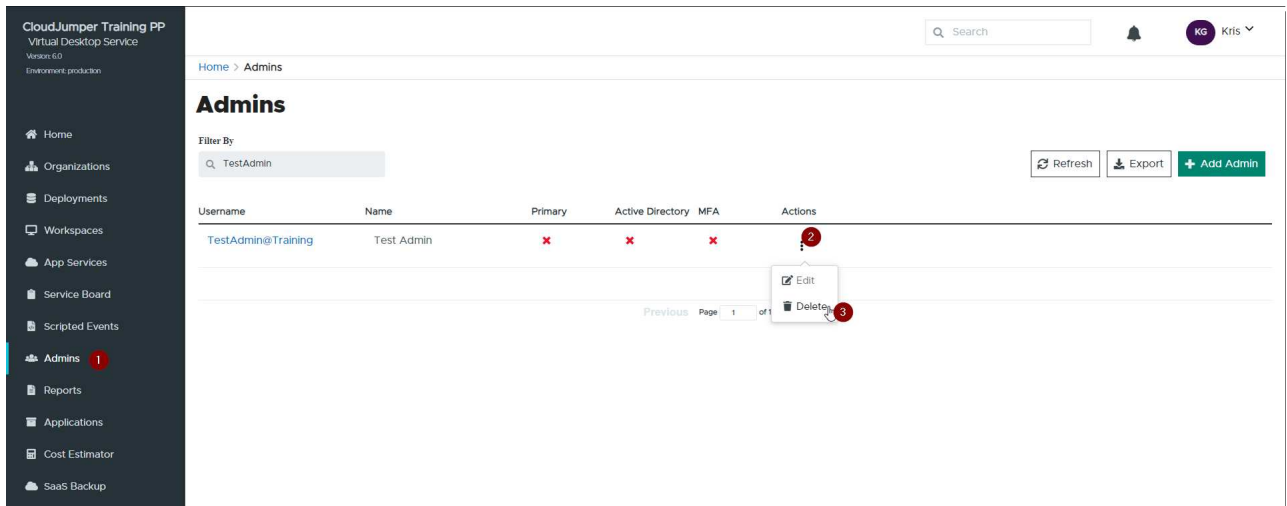 CloudJumper Training PP
Virtual Desktop Service
Version: 6.0
Environment: production
Search
KG Kris
Home > Admins
Admins
Home
Organizations
Deployments
Workspaces
App Services
Service Board
Scripted Events
Admins 1
Reports
Applications
Cost Estimator
SaaS Backup
Filter By
TestAdmin
Refresh Export + Add Admin
Username Name Primary Active Directory MFA Actions
TestAdmin@Training Test Admin 2
Edit
Delete 3
Previous Page 1 of 1